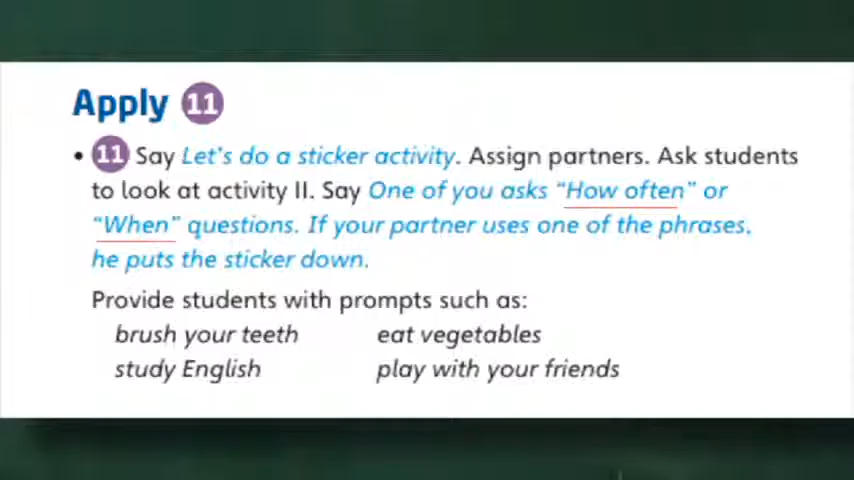 Apply 11
• 11 Say Let's do a sticker activity. Assign partners. Ask students
to look at activity 11. Say One of you asks “How often” or
“When” questions. If your partner uses one of the phrases,
he puts the sticker down.
Provide students with prompts such as:
brush your teeth eat vegetables
study English play with your friends